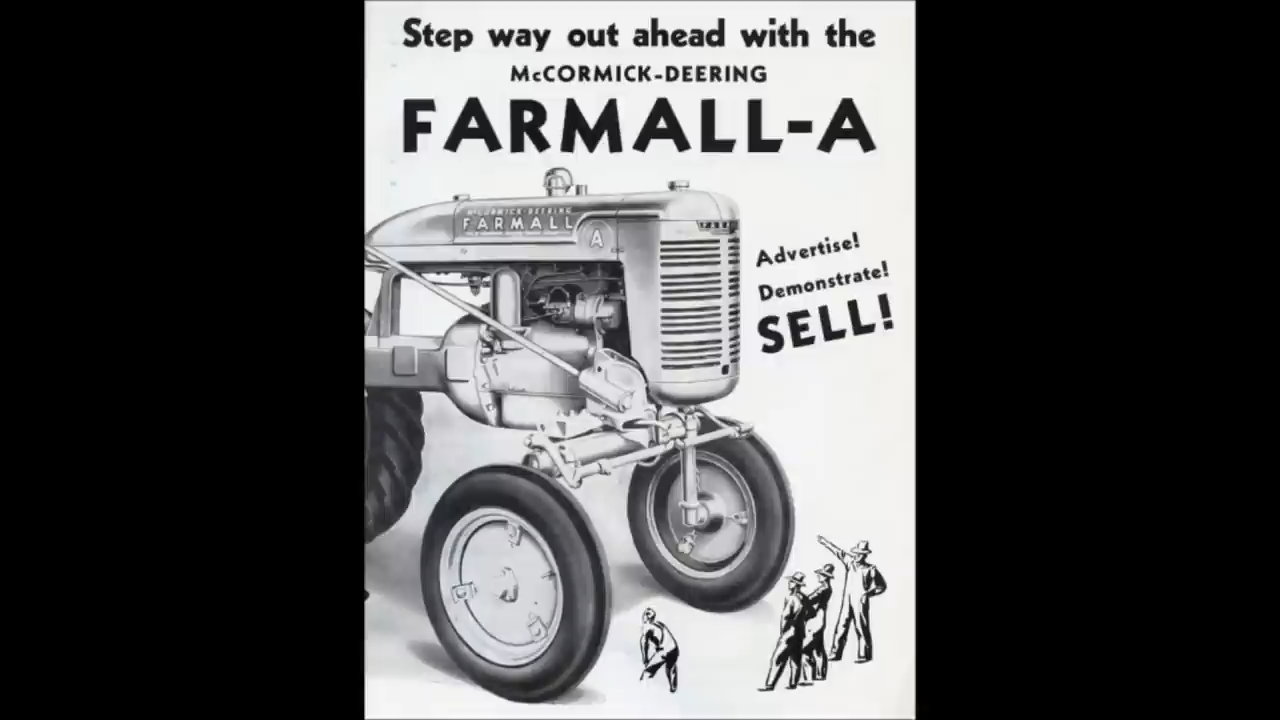 Step way out ahead with the
McCORMICK-DEERING
FARMALL-A
McCORMICK-DEERING
FARMALL
A
Advertise!
Demonstrate!
SELL!